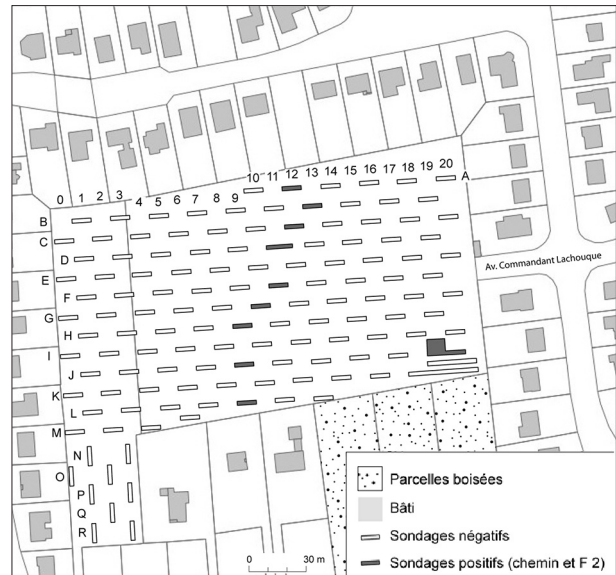 10 11 12 13 14 15 16 17 18 19 20 A
0 1 2 3 4 5 6 7 8 9
B
C
D
Av. Commandant Lachouque
E
F
G
H
I
J
K
L
M
N
O
P
Q
R
Parcelles boisées
Bâti
Sondages négatifs
Sondages positifs (chemin et F 2)
0 30 m